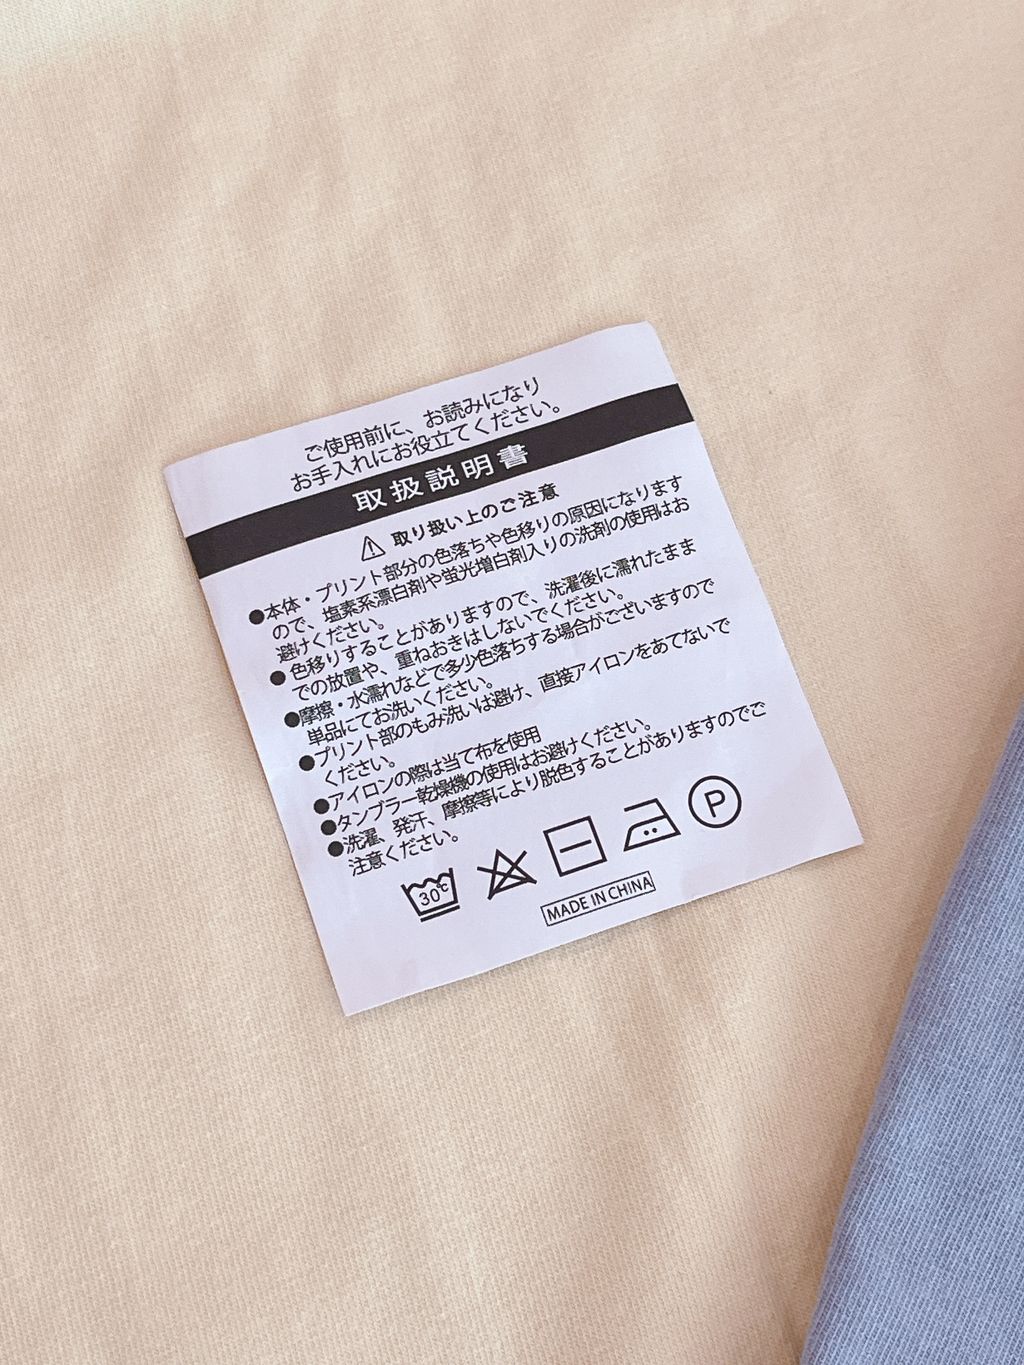 ご使用前に、お読みになり
お手入れにお役立てください。
取扱説明書
⚠ 取り扱い上のご注意
●本体・プリント部分の色落ちや色移りの原因になります
ので、塩素系漂白剤や蛍光増白剤入りの洗剤の使用はお
避けください。
●色移りすることがありますので、洗濯後に濡れたまま
での放置や、重ねおきはしないでください。
●摩擦・水濡れなどで多少色落ちする場合がございますので
単品にてお洗いください。
●プリント部のもみ洗いは避け、直接アイロンをあてないで
ください。
●アイロンの際は当て布を使用
●タンブラー乾燥機の使用はお避けください。
●洗濯、発汗、摩擦等により脱色することがありますのでご
注意ください。
30℃
P
MADE IN CHINA